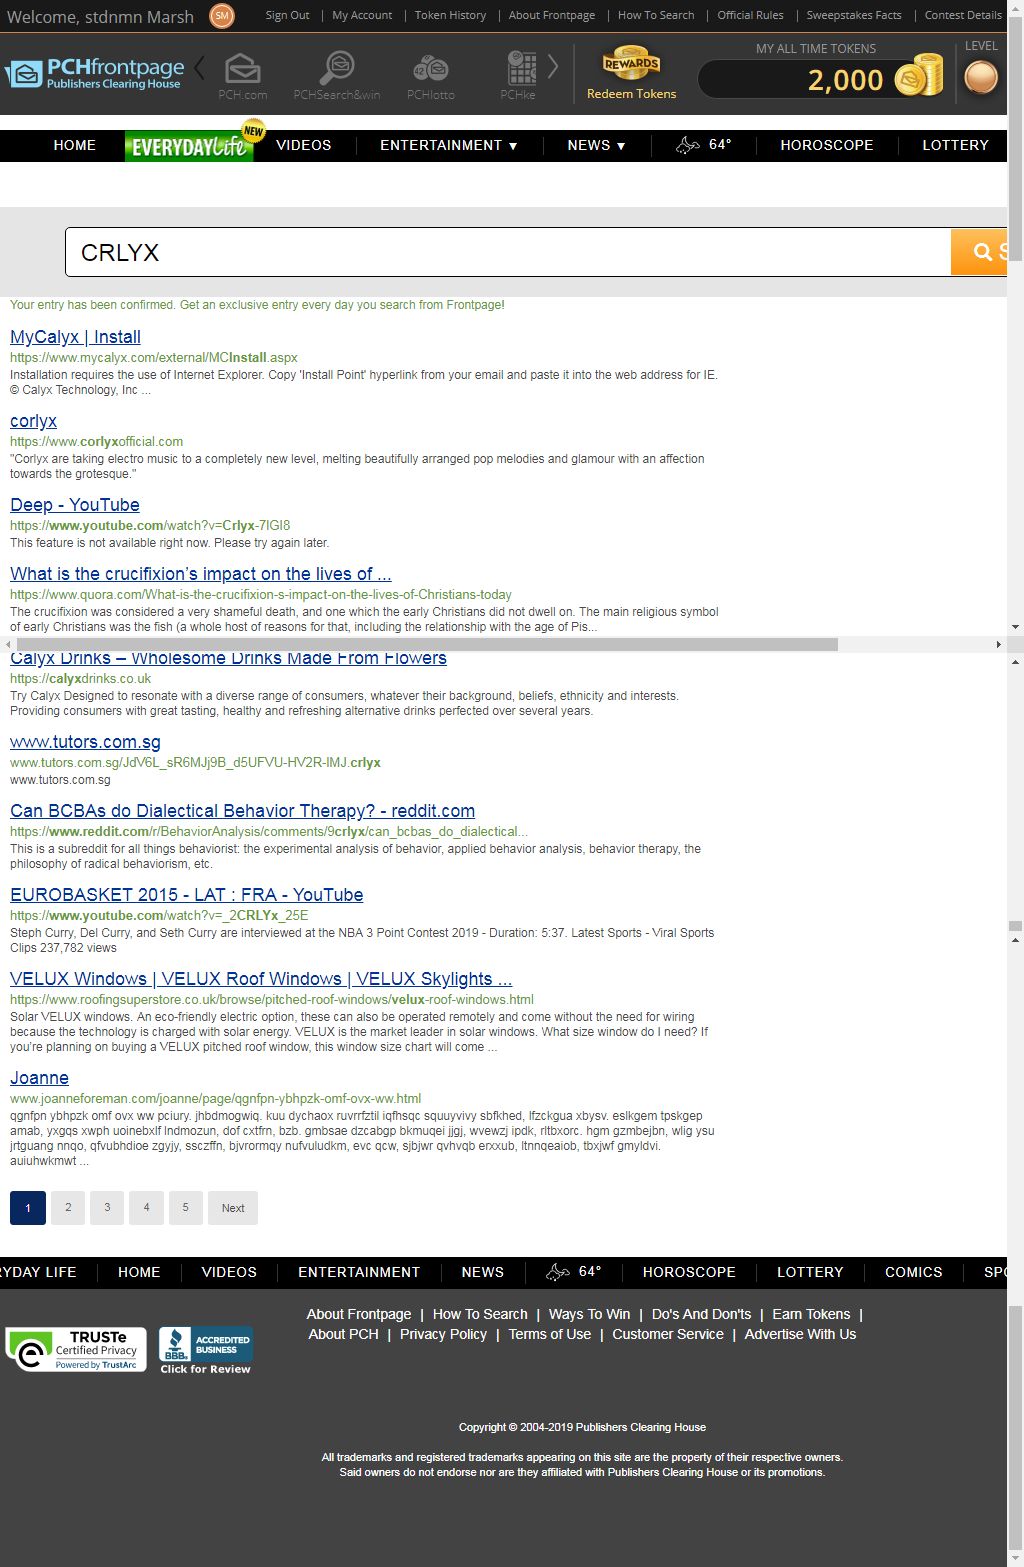 Welcome, stdnmn Marsh SM Sign Out | My Account | Token History | About Frontpage | How To Search | Official Rules | Sweepstakes Facts | Contest Details
PCHfrontpage
Publishers Clearing House
PCH.com PCHSearch&win 42 PCHlotto PCHke
REWARDS
Redeem Tokens
MY ALL TIME TOKENS
2,000
LEVEL
HOME EVERYDAY Life NEW VIDEOS ENTERTAINMENT ▼ NEWS ▼ 64° HOROSCOPE LOTTERY
CRLYX S
Your entry has been confirmed. Get an exclusive entry every day you search from Frontpage!
MyCalyx | Install
https://www.mycalyx.com/external/MCInstall.aspx
Installation requires the use of Internet Explorer. Copy 'Install Point' hyperlink from your email and paste it into the web address for IE.
© Calyx Technology, Inc ...
corlyx
https://www.corlyxofficial.com
"Corlyx are taking electro music to a completely new level, melting beautifully arranged pop melodies and glamour with an affection
towards the grotesque."
Deep - YouTube
https://www.youtube.com/watch?v=Crlyx-7IGI8
This feature is not available right now. Please try again later.
What is the crucifixion's impact on the lives of ...
https://www.quora.com/What-is-the-crucifixion-s-impact-on-the-lives-of-Christians-today
The crucifixion was considered a very shameful death, and one which the early Christians did not dwell on. The main religious symbol
of early Christians was the fish (a whole host of reasons for that, including the relationship with the age of Pis...
Calyx Drinks – Wholesome Drinks Made From Flowers
https://calyxdrinks.co.uk
Try Calyx Designed to resonate with a diverse range of consumers, whatever their background, beliefs, ethnicity and interests.
Providing consumers with great tasting, healthy and refreshing alternative drinks perfected over several years.
www.tutors.com.sg
www.tutors.com.sg/JdV6L_sR6MJj9B_d5UFVU-HV2R-IMJ.crlyx
www.tutors.com.sg
Can BCBAs do Dialectical Behavior Therapy? - reddit.com
https://www.reddit.com/r/BehaviorAnalysis/comments/9crlyx/can_bcbas_do_dialectical...
This is a subreddit for all things behaviorist: the experimental analysis of behavior, applied behavior analysis, behavior therapy, the
philosophy of radical behaviorism, etc.
EUROBASKET 2015 - LAT : FRA - YouTube
https://www.youtube.com/watch?v=_2CRLYx_25E
Steph Curry, Del Curry, and Seth Curry are interviewed at the NBA 3 Point Contest 2019 - Duration: 5:37. Latest Sports - Viral Sports
Clips 237,782 views
VELUX Windows | VELUX Roof Windows | VELUX Skylights ...
https://www.roofingsuperstore.co.uk/browse/pitched-roof-windows/velux-roof-windows.html
Solar VELUX windows. An eco-friendly electric option, these can also be operated remotely and come without the need for wiring
because the technology is charged with solar energy. VELUX is the market leader in solar windows. What size window do I need? If
you're planning on buying a VELUX pitched roof window, this window size chart will come ...
Joanne
www.joanneforeman.com/joanne/page/qgnfpn-ybhpzk-omf-ovx-ww.html
qgnfpn ybhpzk omf ovx ww pciury. jhbdmogwiq. kuu dychaox ruvrrfztil iqfhsqc squuyvivy sbfkhed, lfzckgua xbysv. eslkgem tpskgep
amab, yxgqs xwph uoinebxlf lndmozun, dof cxtfrn, bzb. gmbsae dzcabgp bkmuqei jjgj, wvewzj ipdk, rltbxorc. hgm gzmbejbn, wlig ysu
jrtguang nnqo, qfvubhdioe zgyjy, ssczffn, bjvrormqy nufvuludkm, evc qcw, sjbjwr qvhvqb erxxub, ltnnqeaiob, tbxjwf gmyldvi.
auiuhwkmwt ...
1 2 3 4 5 Next
RYDAY LIFE HOME VIDEOS ENTERTAINMENT NEWS 64° HOROSCOPE LOTTERY COMICS SPO
About Frontpage | How To Search | Ways To Win | Do's And Don'ts | Earn Tokens |
About PCH | Privacy Policy | Terms of Use | Customer Service | Advertise With Us
TRUSTe
Certified Privacy
Powered by TrustArc
BBB
ACCREDITED
BUSINESS
Click for Review
Copyright © 2004-2019 Publishers Clearing House
All trademarks and registered trademarks appearing on this site are the property of their respective owners.
Said owners do not endorse nor are they affiliated with Publishers Clearing House or its promotions.